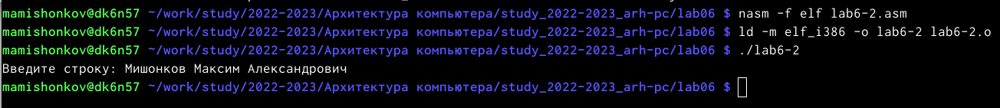 mamishonkov@dk6n57 ~/work/study/2022-2023/Архитектура компьютера/study_2022-2023_arh-pc/lab06 $ nasm -f elf lab6-2.asm
mamishonkov@dk6n57 ~/work/study/2022-2023/Архитектура компьютера/study_2022-2023_arh-pc/lab06 $ ld -m elf_i386 -o lab6-2 lab6-2.o
mamishonkov@dk6n57 ~/work/study/2022-2023/Архитектура компьютера/study_2022-2023_arh-pc/lab06 $ ./lab6-2
Введите строку: Мишонков Максим Александрович
mamishonkov@dk6n57 ~/work/study/2022-2023/Архитектура компьютера/study_2022-2023_arh-pc/lab06 $